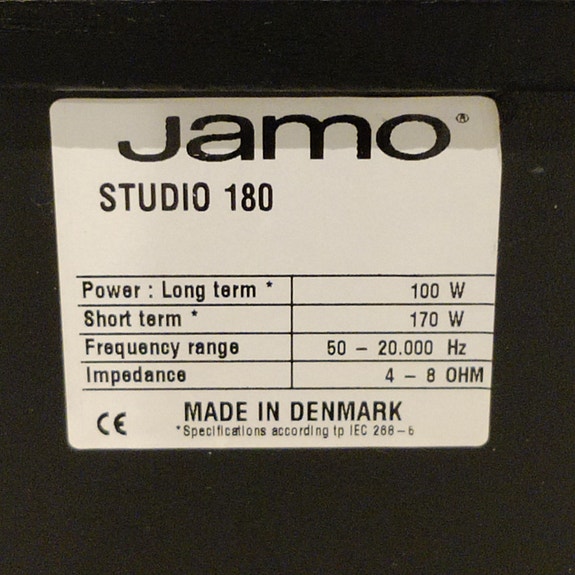 Jamo®
STUDIO 180
Power : Long term * 100 W
Short term * 170 W
Frequency range 50 – 20.000 Hz
Impedance 4 – 8 OHM
CE MADE IN DENMARK
*Specifications according tp IEC 268–5